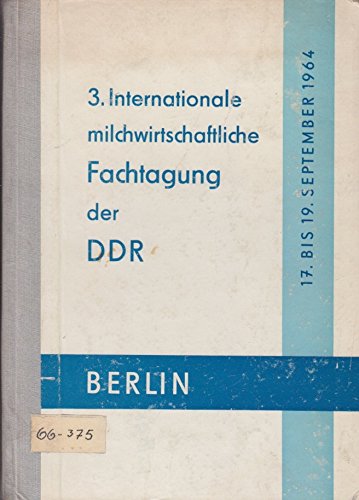 3. Internationale
milchwirtschaftliche
Fachtagung
der
DDR
17. BIS 19. SEPTEMBER 1964
BERLIN
66-375